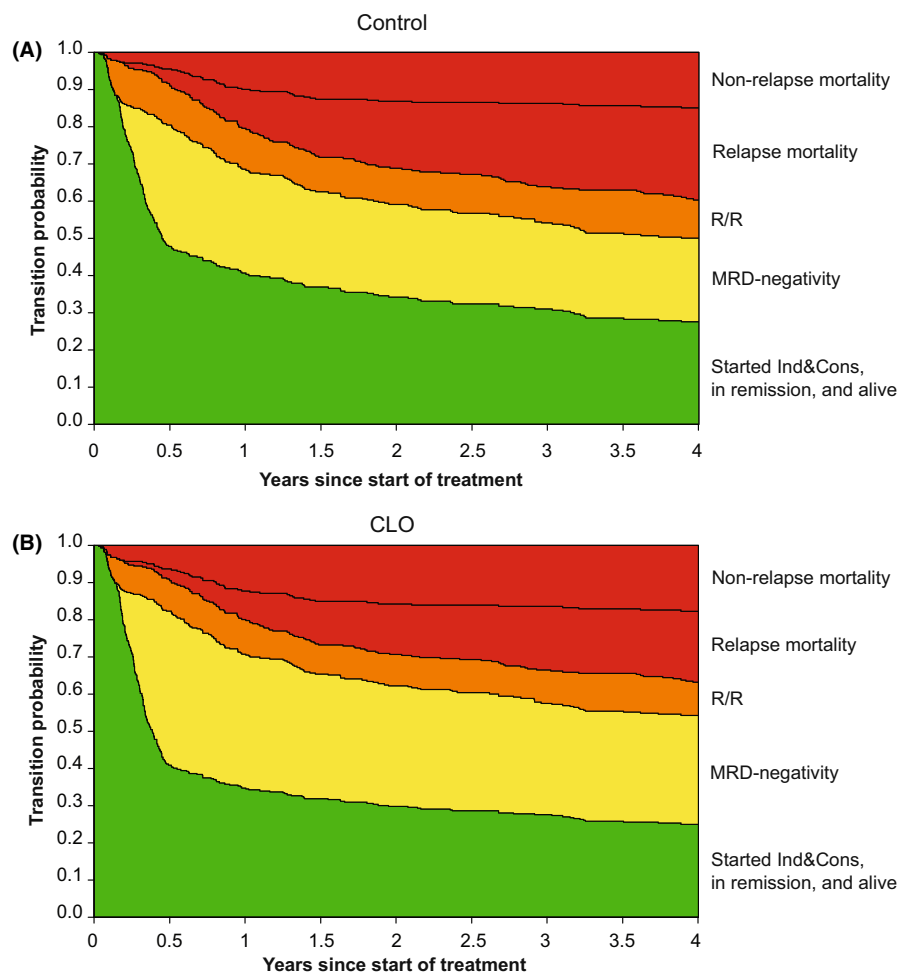 Control
(A)
Transition probability
1.0
0.9
0.8
0.7
0.6
0.5
0.4
0.3
0.2
0.1
0.0
0
0.5
1
1.5
2
2.5
3
3.5
4
Years since start of treatment
Non-relapse mortality
Relapse mortality
R/R
MRD-negativity
Started Ind&Cons,
in remission, and alive
CLO
(B)
Transition probability
1.0
0.9
0.8
0.7
0.6
0.5
0.4
0.3
0.2
0.1
0.0
0
0.5
1
1.5
2
2.5
3
3.5
4
Years since start of treatment
Non-relapse mortality
Relapse mortality
R/R
MRD-negativity
Started Ind&Cons,
in remission, and alive